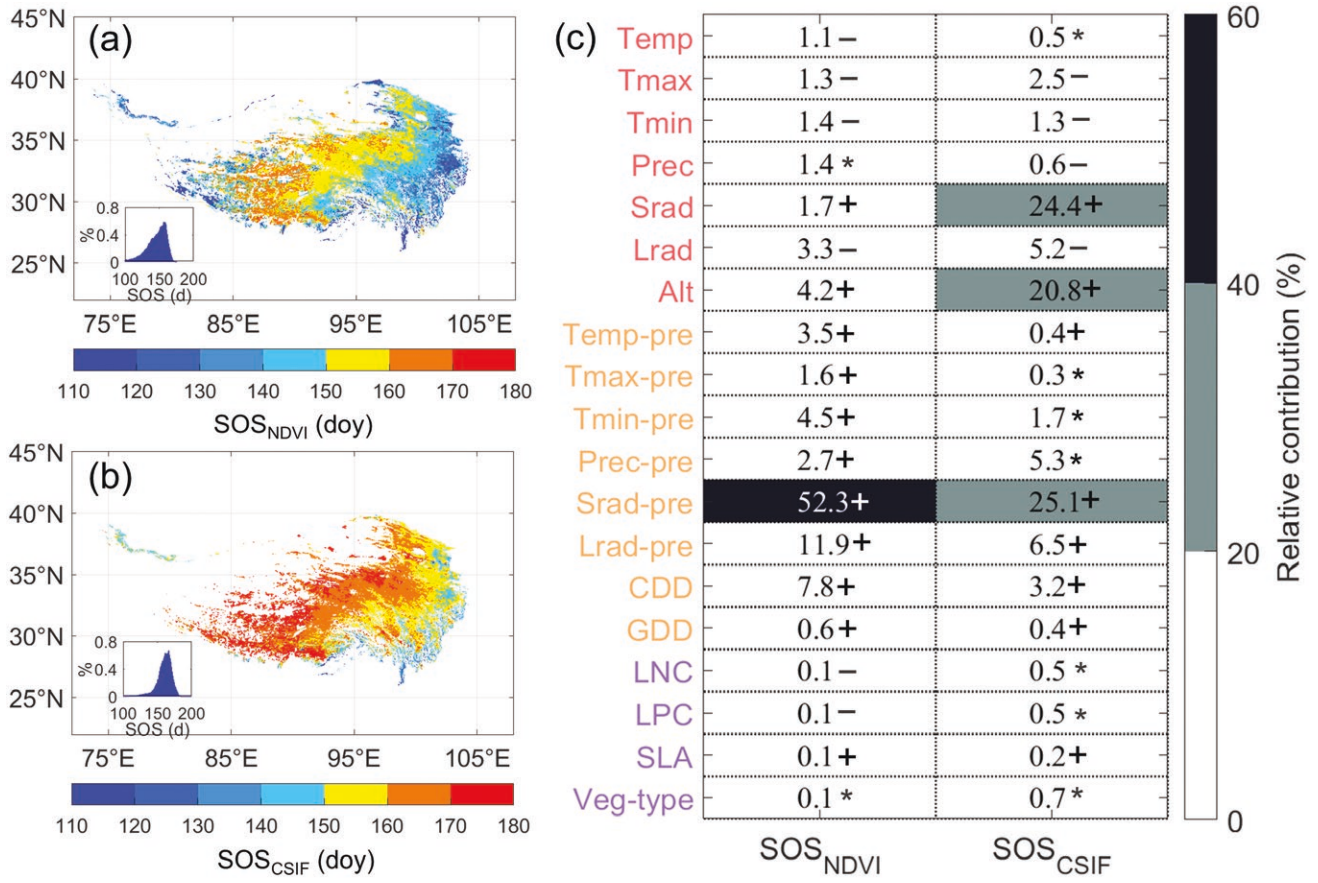 (a)
45°N
40°N
35°N
30°N
25°N
75°E 85°E 95°E 105°E
%
0.8
0.4
0
100 150 200
SOS (d)
110 120 130 140 150 160 170 180
SOS_NDVI (doy)
(b)
45°N
40°N
35°N
30°N
25°N
75°E 85°E 95°E 105°E
%
0.8
0.4
0
100 150 200
SOS (d)
110 120 130 140 150 160 170 180
SOS_CSIF (doy)
(c)
Temp 1.1 − 0.5 *
Tmax 1.3 − 2.5 −
Tmin 1.4 − 1.3 −
Prec 1.4 * 0.6 −
Srad 1.7 + 24.4 +
Lrad 3.3 − 5.2 −
Alt 4.2 + 20.8 +
Temp-pre 3.5 + 0.4 +
Tmax-pre 1.6 + 0.3 *
Tmin-pre 4.5 + 1.7 *
Prec-pre 2.7 + 5.3 *
Srad-pre 52.3 + 25.1 +
Lrad-pre 11.9 + 6.5 +
CDD 7.8 + 3.2 +
GDD 0.6 + 0.4 +
LNC 0.1 − 0.5 *
LPC 0.1 − 0.5 *
SLA 0.1 + 0.2 +
Veg-type 0.1 * 0.7 *
SOS_NDVI SOS_CSIF
60
40
20
0
Relative contribution (%)